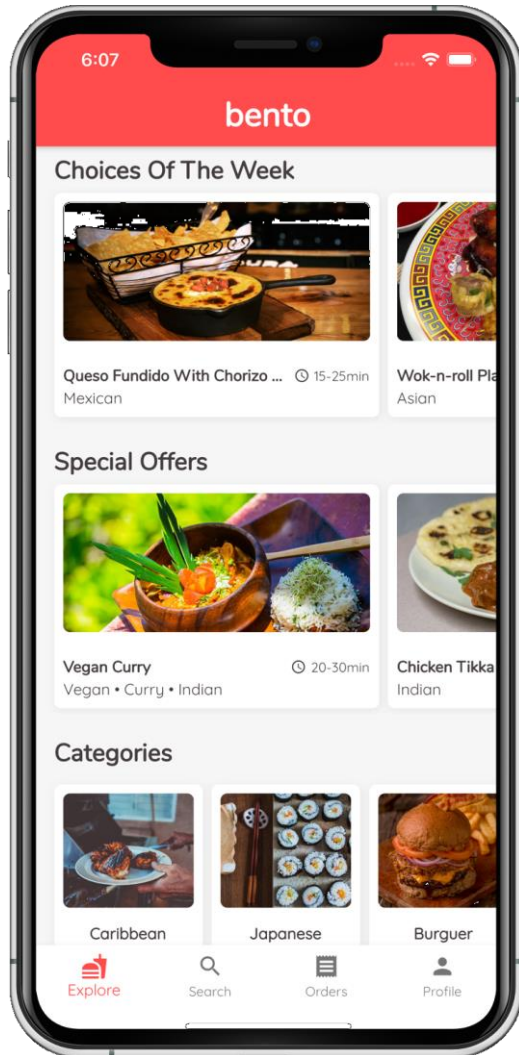 6:07
bento
Choices Of The Week
Queso Fundido With Chorizo ... 15-25min
Mexican
Wok-n-roll Pla
Asian
Special Offers
Vegan Curry 20-30min
Vegan • Curry • Indian
Chicken Tikka
Indian
Categories
Caribbean
Japanese
Burguer
Explore
Search
Orders
Profile